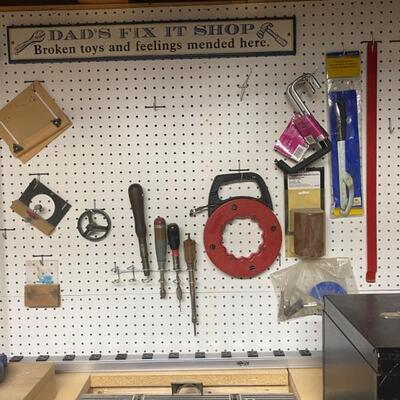 DAD'S FIX IT SHOP
Broken toys and feelings mended here.